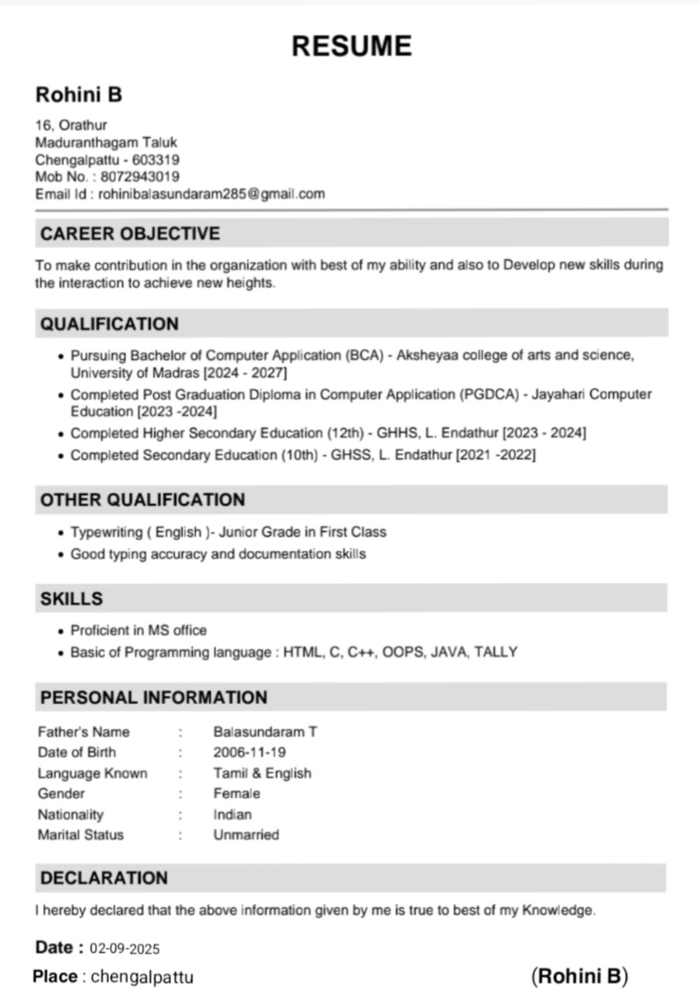 RESUME
Rohini B
16, Orathur
Maduranthagam Taluk
Chengalpattu - 603319
Mob No. : 8072943019
Email Id : rohinibalasundaram285@gmail.com
CAREER OBJECTIVE
To make contribution in the organization with best of my ability and also to Develop new skills during
the interaction to achieve new heights.
QUALIFICATION
• Pursuing Bachelor of Computer Application (BCA) - Aksheyaa college of arts and science,
University of Madras [2024 - 2027]
• Completed Post Graduation Diploma in Computer Application (PGDCA) - Jayahari Computer
Education [2023 -2024]
• Completed Higher Secondary Education (12th) - GHHS, L. Endathur [2023 - 2024]
• Completed Secondary Education (10th) - GHSS, L. Endathur [2021 -2022]
OTHER QUALIFICATION
• Typewriting ( English )- Junior Grade in First Class
• Good typing accuracy and documentation skills
SKILLS
• Proficient in MS office
• Basic of Programming language : HTML, C, C++, OOPS, JAVA, TALLY
PERSONAL INFORMATION
Father's Name : Balasundaram T
Date of Birth : 2006-11-19
Language Known : Tamil & English
Gender : Female
Nationality : Indian
Marital Status : Unmarried
DECLARATION
I hereby declared that the above information given by me is true to best of my Knowledge.
Date : 02-09-2025
Place : chengalpattu (Rohini B)